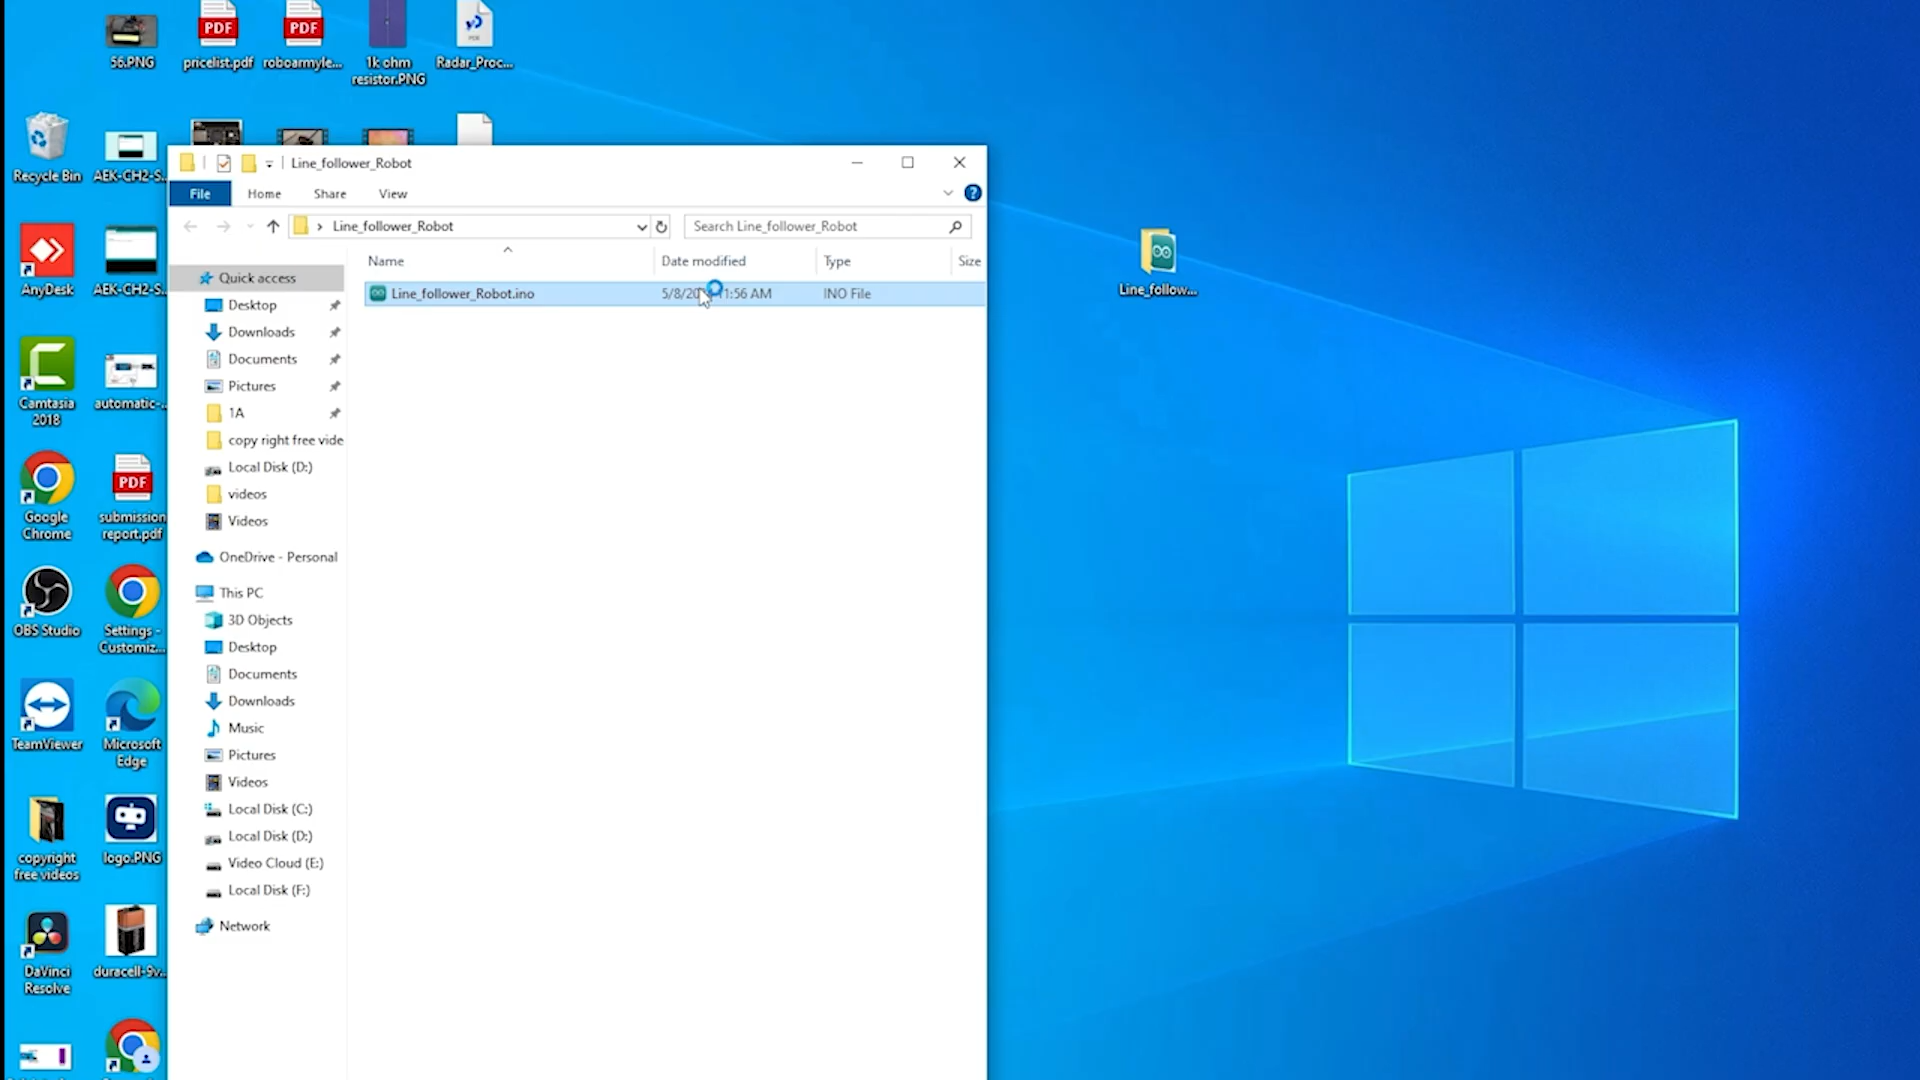 56.PNG
pricelist.pdf
roboarmyle...
1k ohm
resistor.PNG
Radar_Proc...
PDF
PDF
PDE
Recycle Bin
AEK-CH2-S...
AnyDesk
AEK-CH2-S...
Camtasia
2018
automatic-...
Google
Chrome
PDF
submission
report.pdf
OBS Studio
Settings -
Customiz...
TeamViewer
Microsoft
Edge
copyright
free videos
logo.PNG
DaVinci
Resolve
duracell-9v...
Line_follower_Robot
File
Home
Share
View
Line_follower_Robot
Search Line_follower_Robot
Name
Date modified
Type
Size
Line_follower_Robot.ino
11:56 AM
INO File
Quick access
Desktop
Downloads
Documents
Pictures
1A
copy right free vide
Local Disk (D:)
videos
Videos
OneDrive - Personal
This PC
3D Objects
Desktop
Documents
Downloads
Music
Pictures
Videos
Local Disk (C:)
Local Disk (D:)
Video Cloud (E:)
Local Disk (F:)
Network
Line_follow...